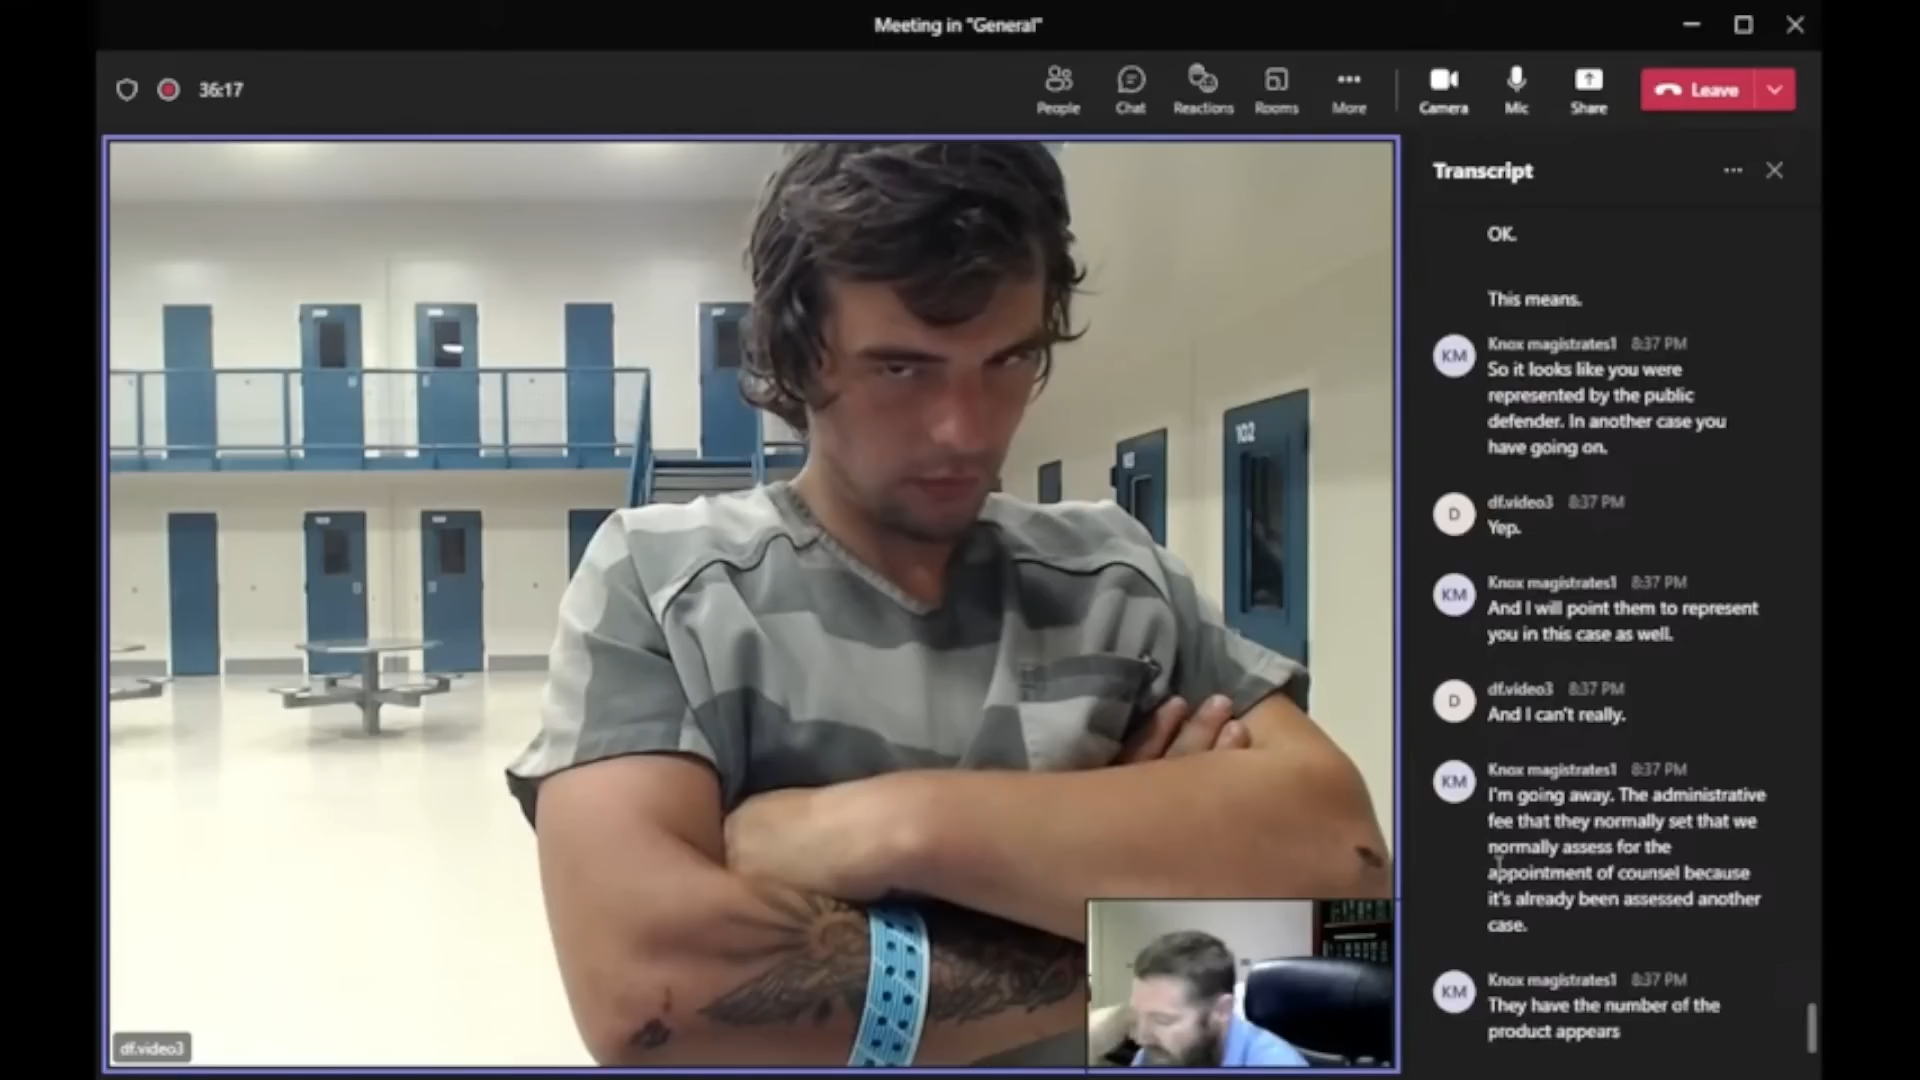 Meeting in "General"
36:17
People
Chat
Reactions
Rooms
More
Camera
Mic
Share
Leave
102
df.video3
Transcript
OK.
This means.
KM
Knox magistrates1 8:37 PM
So it looks like you were
represented by the public
defender. In another case you
have going on.
D
df.video3 8:37 PM
Yep.
KM
Knox magistrates1 8:37 PM
And I will point them to represent
you in this case as well.
D
df.video3 8:37 PM
And I can't really.
KM
Knox magistrates1 8:37 PM
I'm going away. The administrative
fee that they normally set that we
normally assess for the
appointment of counsel because
it's already been assessed another
case.
KM
Knox magistrates1 8:37 PM
They have the number of the
product appears